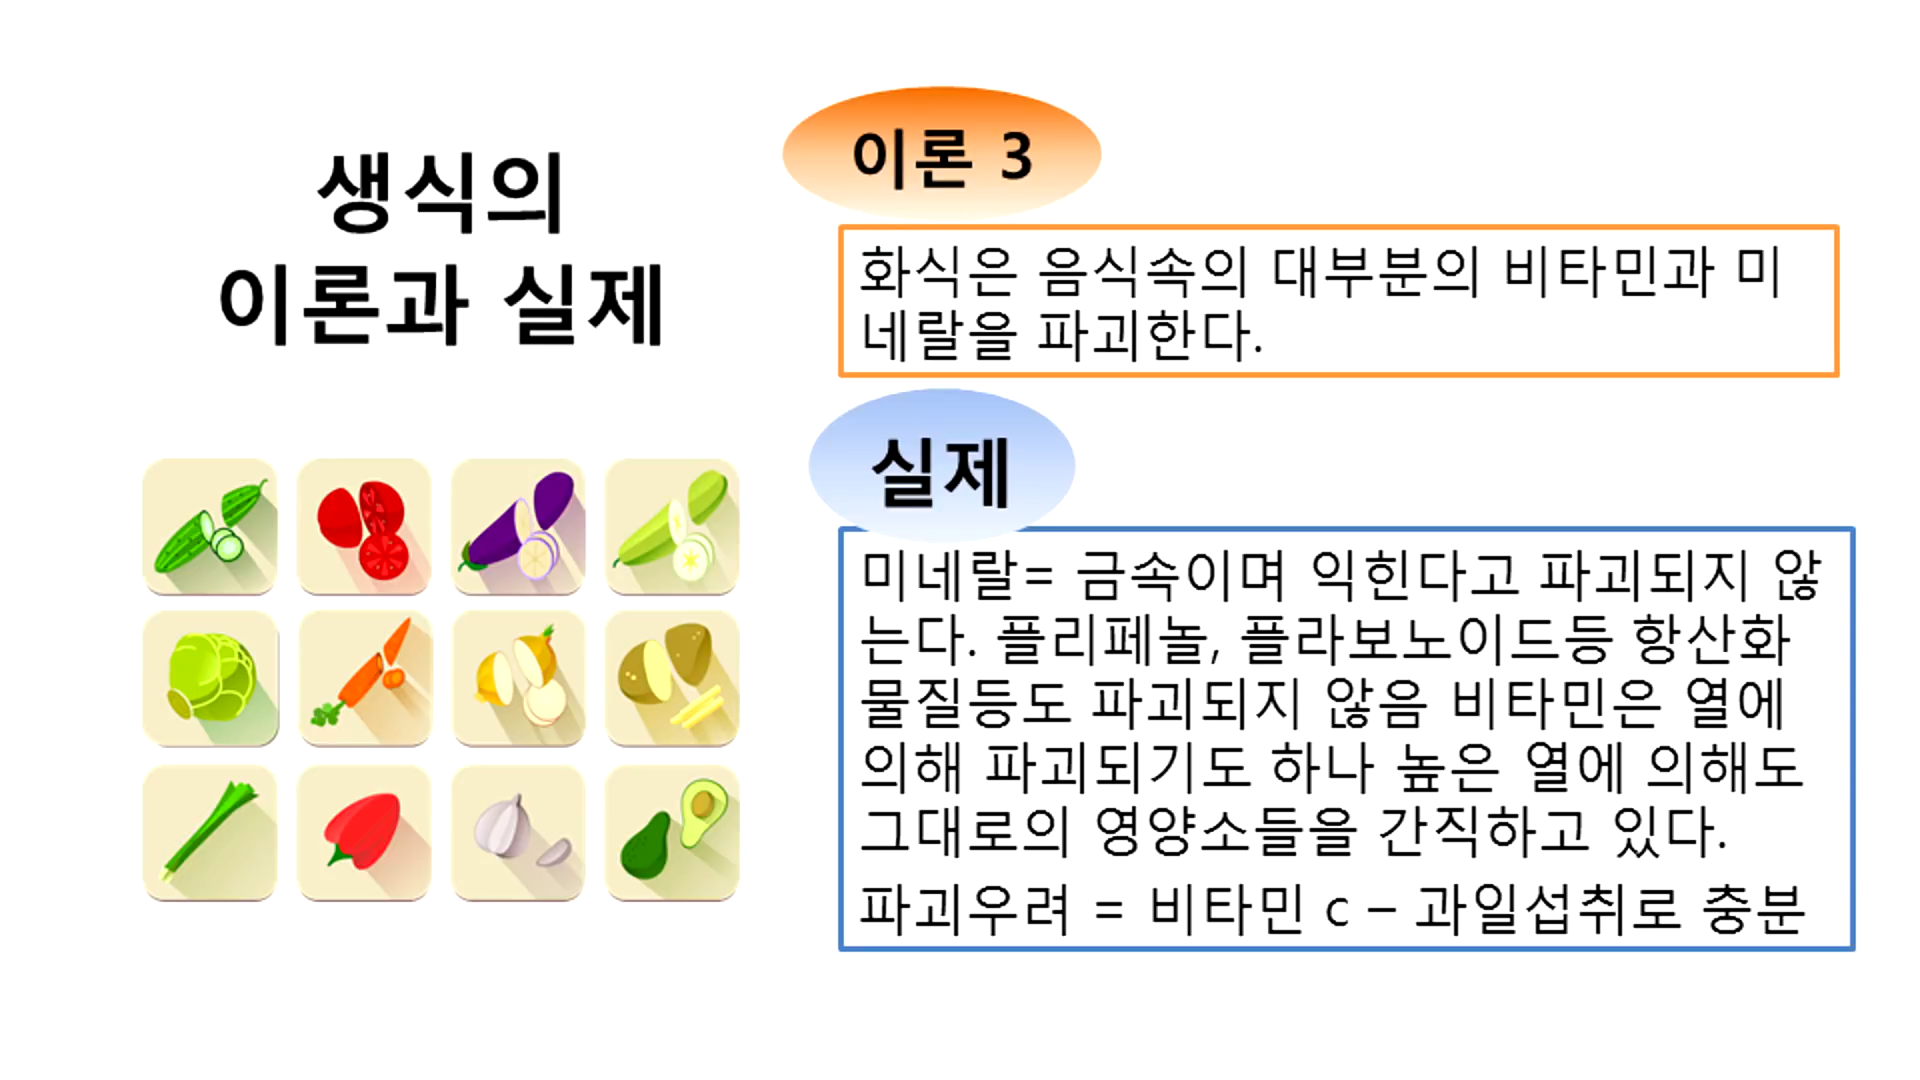 생식의
이론과 실제
이론 3
화식은 음식속의 대부분의 비타민과 미
네랄을 파괴한다.
실제
미네랄= 금속이며 익힌다고 파괴되지 않
는다. 플리페놀, 플라보노이드등 항산화
물질등도 파괴되지 않음 비타민은 열에
의해 파괴되기도 하나 높은 열에 의해도
그대로의 영양소들을 간직하고 있다.
파괴우려 = 비타민 c – 과일섭취로 충분